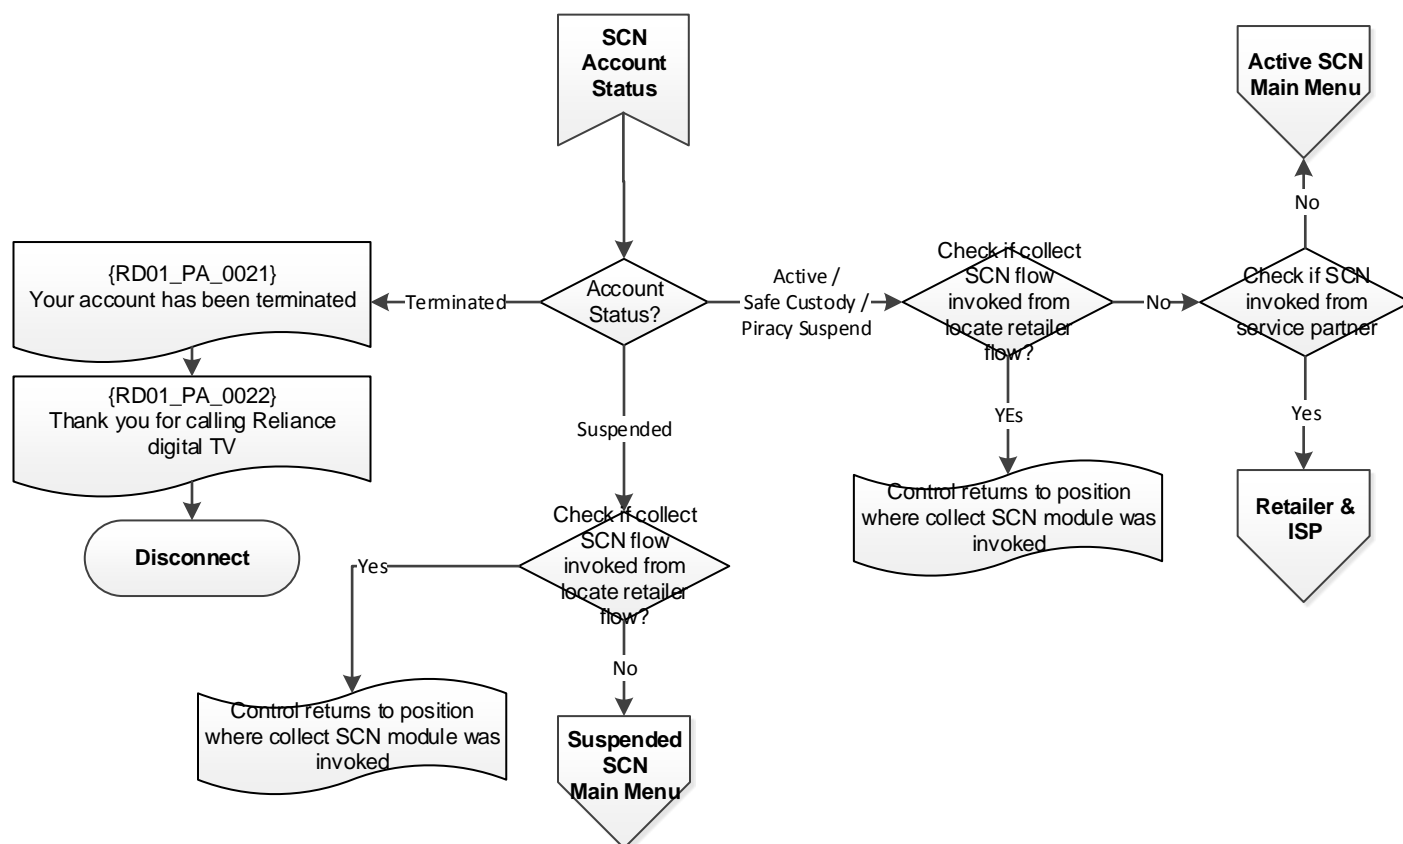 SCN
Account
Status
Active SCN
Main Menu
No
{RD01_PA_0021}
Your account has been terminated
Terminated
Account
Status?
Active /
Safe Custody /
Piracy Suspend
Check if collect
SCN flow
invoked from
locate retailer
flow?
No
Check if SCN
invoked from
service partner
{RD01_PA_0022}
Thank you for calling Reliance
digital TV
Suspended
YEs
Yes
Disconnect
Check if collect
SCN flow
invoked from
locate retailer
flow?
Control returns to position
where collect SCN module was
invoked
Retailer &
ISP
Yes
No
Control returns to position
where collect SCN module was
invoked
Suspended
SCN
Main Menu